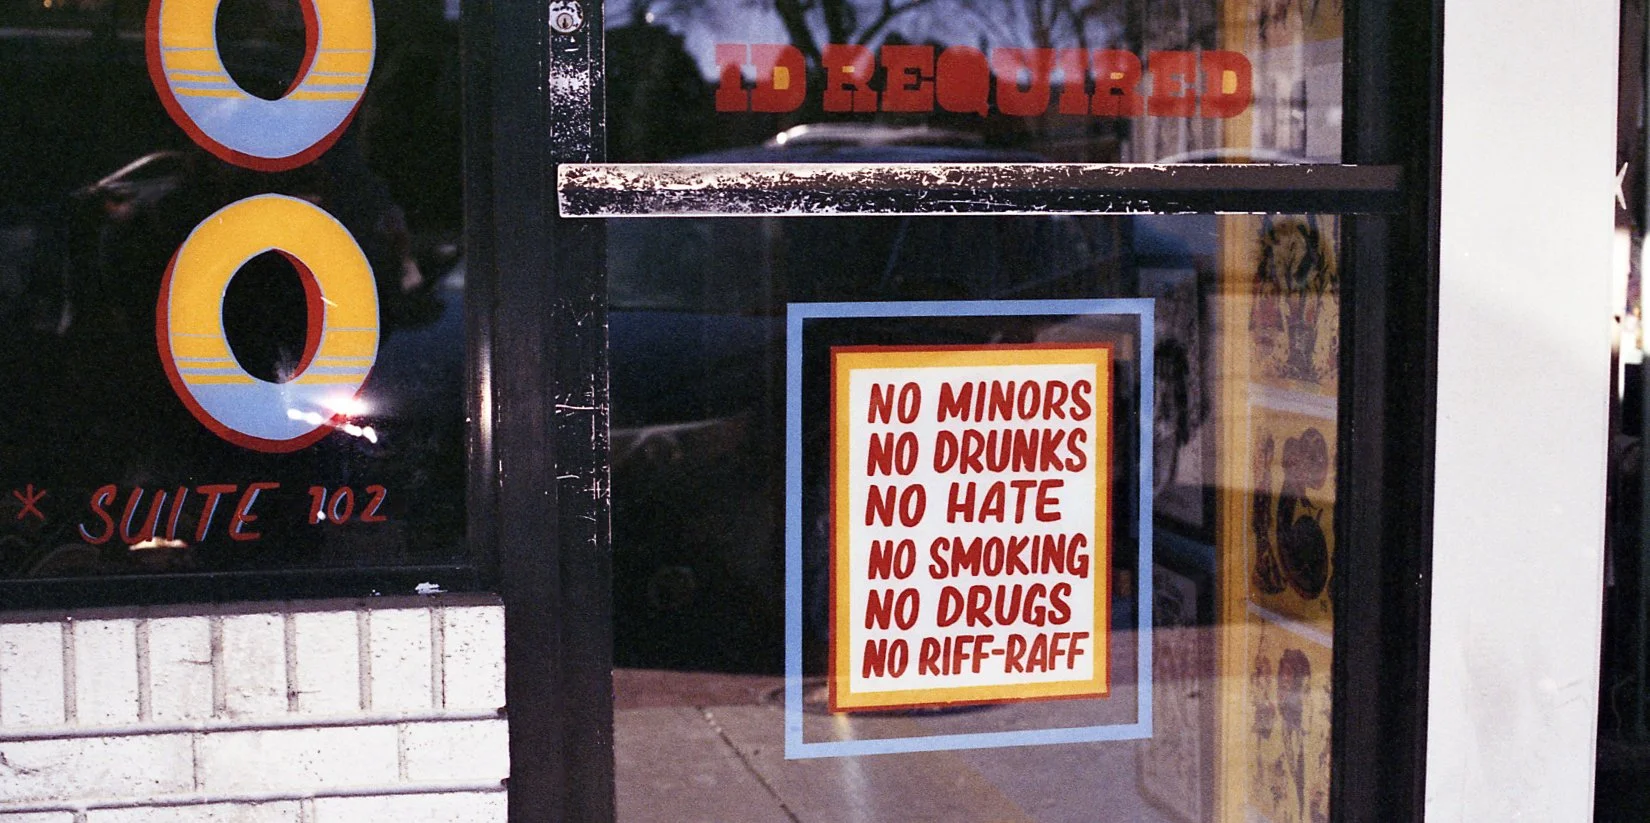 O
O
* SUITE 102
ID REQUIRED
NO MINORS
NO DRUNKS
NO HATE
NO SMOKING
NO DRUGS
NO RIFF-RAFF